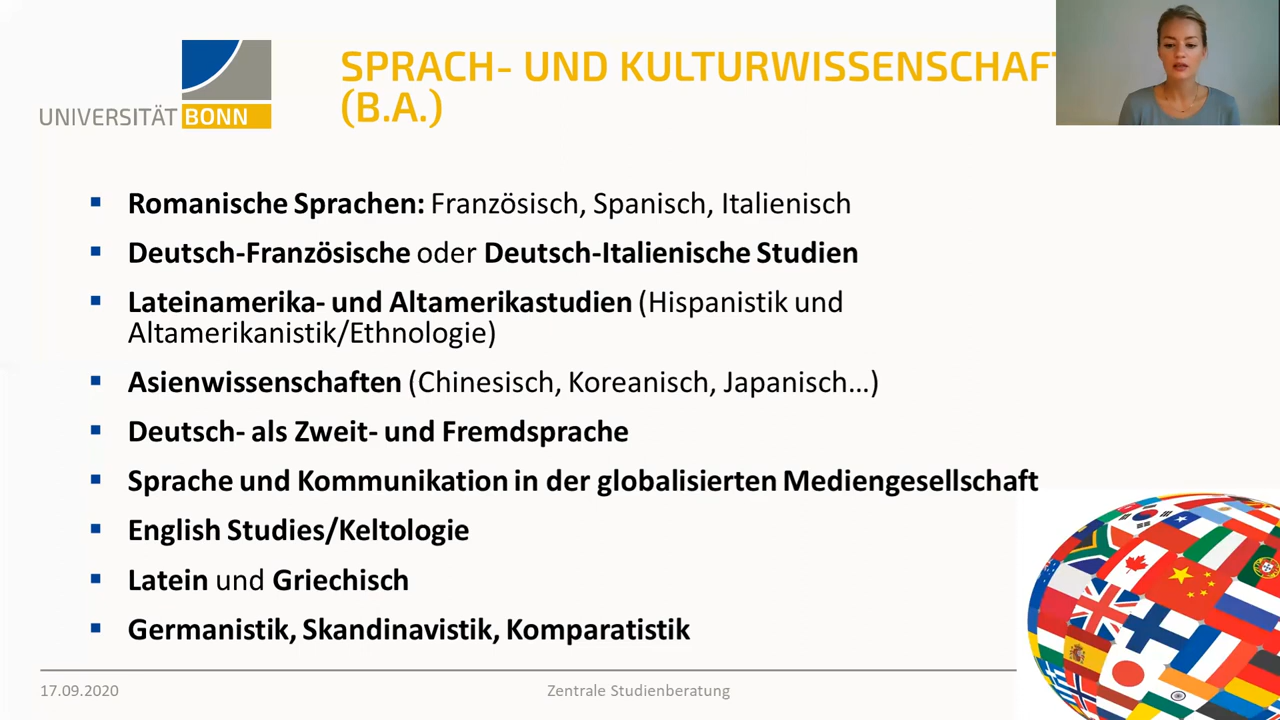 UNIVERSITÄT BONN
SPRACH- UND KULTURWISSENSCHAFT
(B.A.)
▪ Romanische Sprachen: Französisch, Spanisch, Italienisch
▪ Deutsch-Französische oder Deutsch-Italienische Studien
▪ Lateinamerika- und Altamerikastudien (Hispanistik und
Altamerikanistik/Ethnologie)
▪ Asienwissenschaften (Chinesisch, Koreanisch, Japanisch…)
▪ Deutsch- als Zweit- und Fremdsprache
▪ Sprache und Kommunikation in der globalisierten Mediengesellschaft
▪ English Studies/Keltologie
▪ Latein und Griechisch
▪ Germanistik, Skandinavistik, Komparatistik
17.09.2020
Zentrale Studienberatung